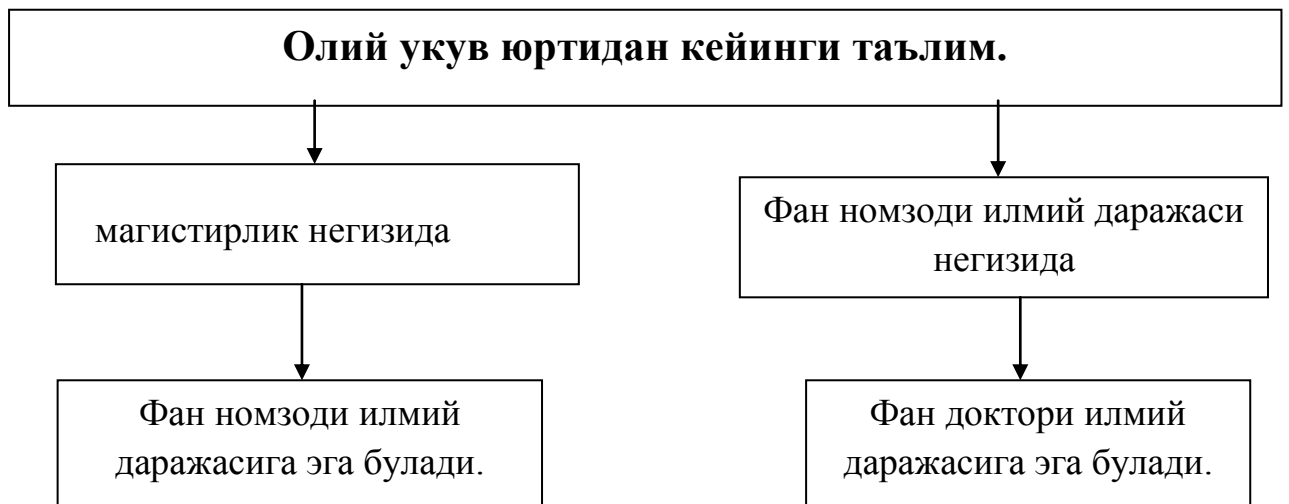 Олий укув юртидан кейинги таълим.
магистирлик негизида
Фан номзоди илмий даражаси
негизида
Фан номзоди илмий
даражасига эга булади.
Фан доктори илмий
даражасига эга булади.